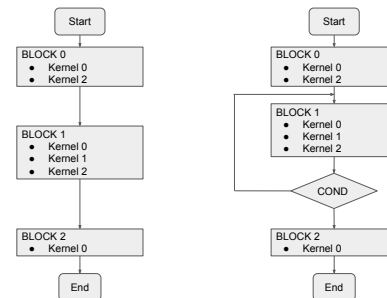 Start
BLOCK 0
● Kernel 0
● Kernel 2
BLOCK 1
● Kernel 0
● Kernel 1
● Kernel 2
BLOCK 2
● Kernel 0
End
Start
BLOCK 0
● Kernel 0
● Kernel 2
BLOCK 1
● Kernel 0
● Kernel 1
● Kernel 2
COND
BLOCK 2
● Kernel 0
End